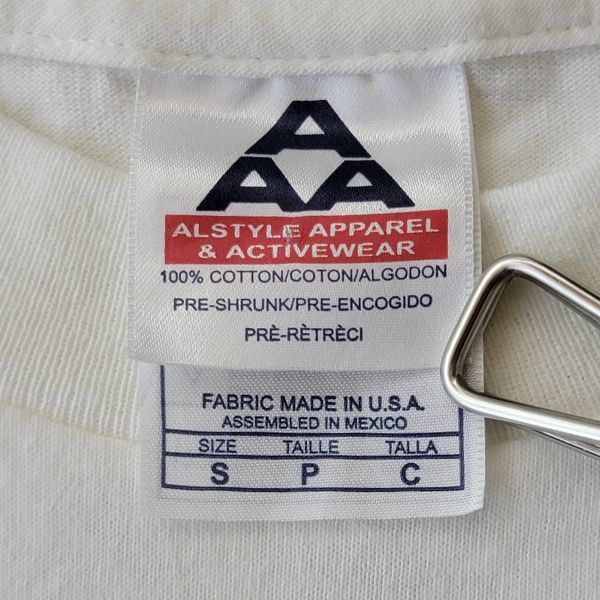 A
A A
ALSTYLE APPAREL
& ACTIVEWEAR
100% COTTON/COTON/ALGODON
PRE-SHRUNK/PRE-ENCOGIDO
PRÈ-RÈTRÈCI
FABRIC MADE IN U.S.A.
ASSEMBLED IN MEXICO
SIZE TAILLE TALLA
S P C